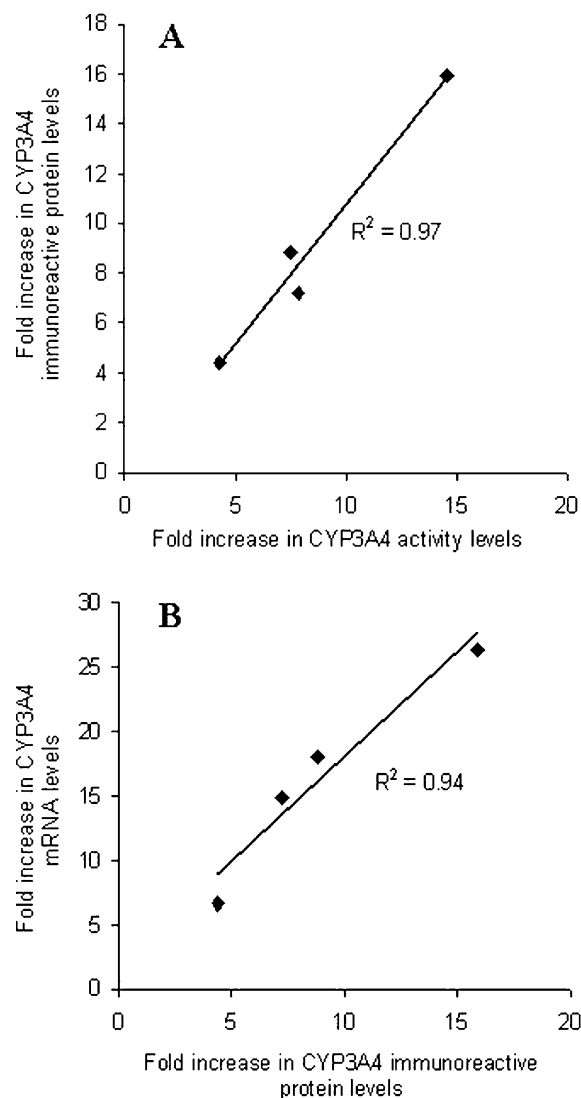 A
Fold increase in CYP3A4
immunoreactive protein levels
18
16
14
12
10
8
6
4
2
0
R² = 0.97
0 5 10 15 20
Fold increase in CYP3A4 activity levels
B
Fold increase in CYP3A4
mRNA levels
30
25
20
15
10
5
0
R² = 0.94
0 5 10 15 20
Fold increase in CYP3A4 immunoreactive
protein levels